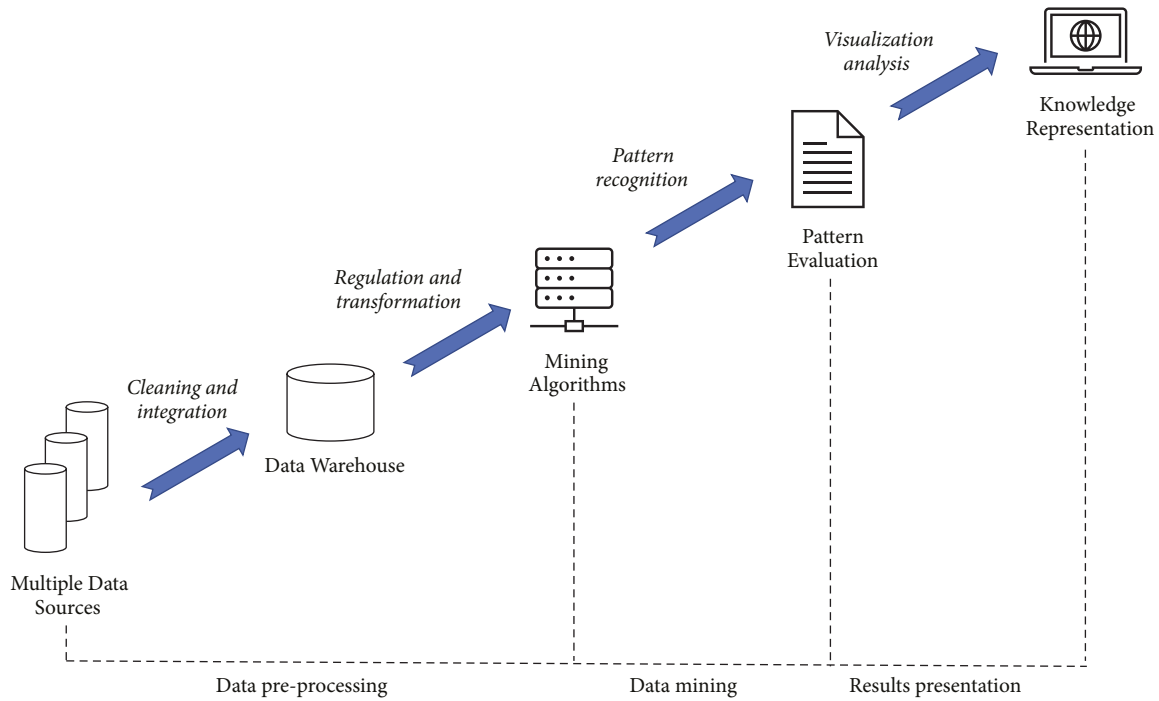 Visualization
analysis
Knowledge
Representation
Pattern
recognition
Pattern
Evaluation
Regulation and
transformation
Mining
Algorithms
Cleaning and
integration
Data Warehouse
Multiple Data
Sources
Data pre-processing
Data mining
Results presentation